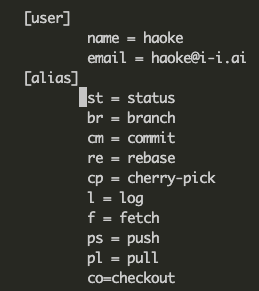 [user]
name = haoke
email = haoke@i-i.ai
[alias]
st = status
br = branch
cm = commit
re = rebase
cp = cherry-pick
l = log
f = fetch
ps = push
pl = pull
co=checkout